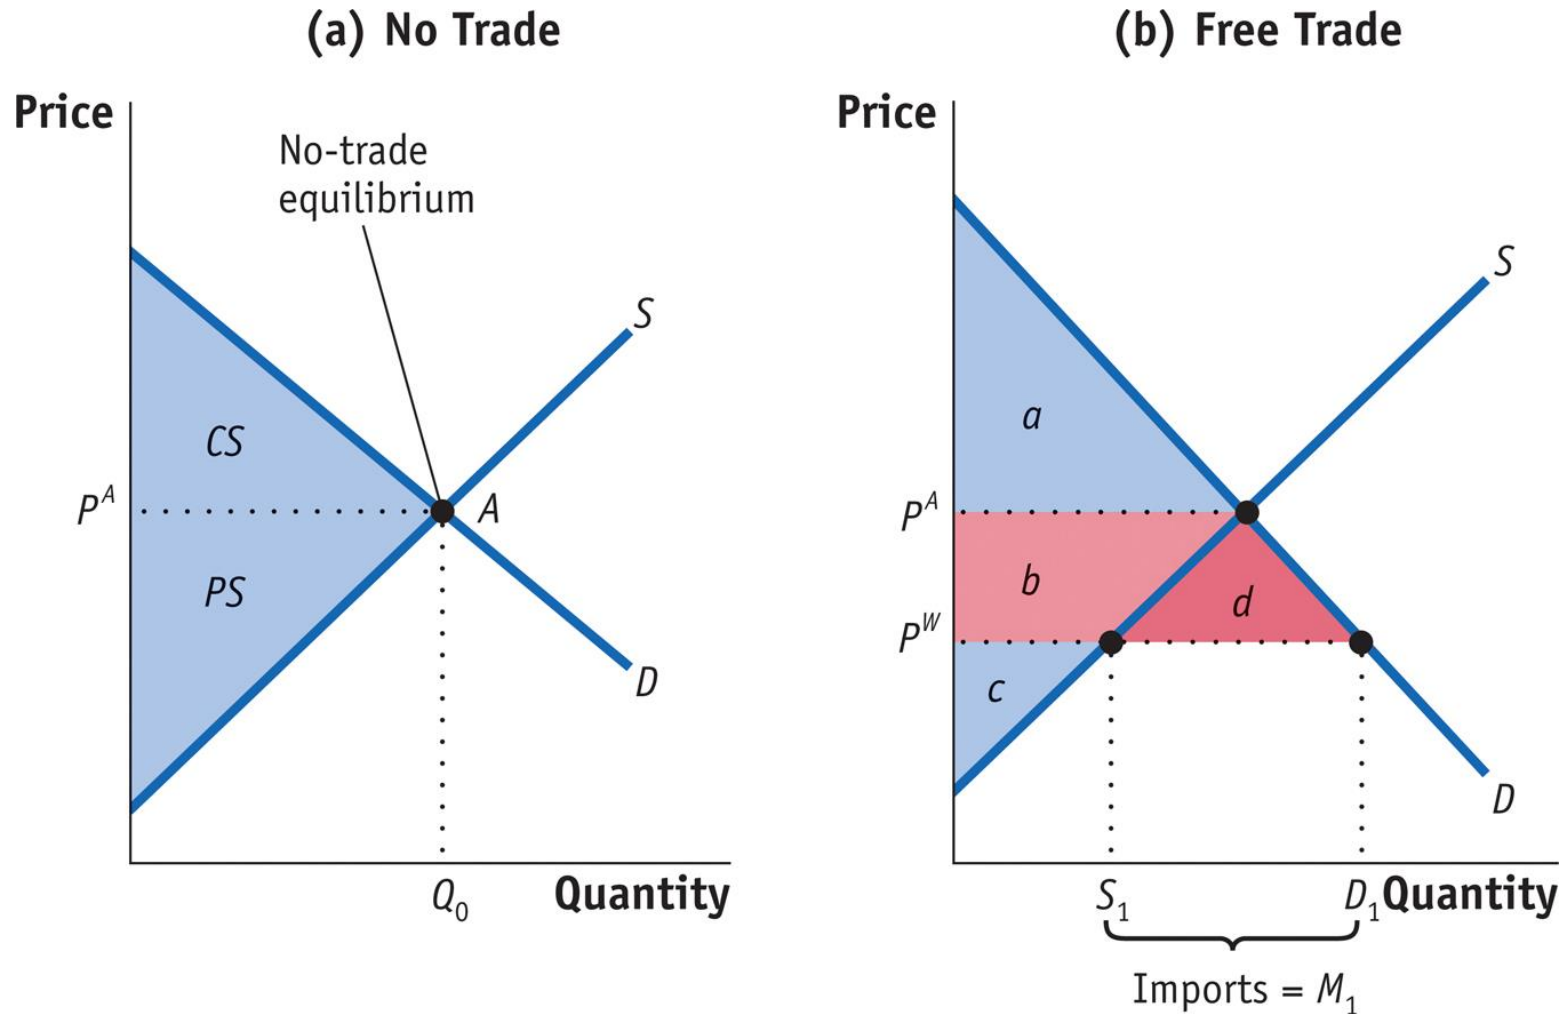 (a) No Trade
Price
No-trade
equilibrium
S
CS
P^A
A
PS
D
Q_0
Quantity
(b) Free Trade
Price
S
a
P^A
b
d
P^W
c
D
S_1
D_1
Quantity
Imports = M_1